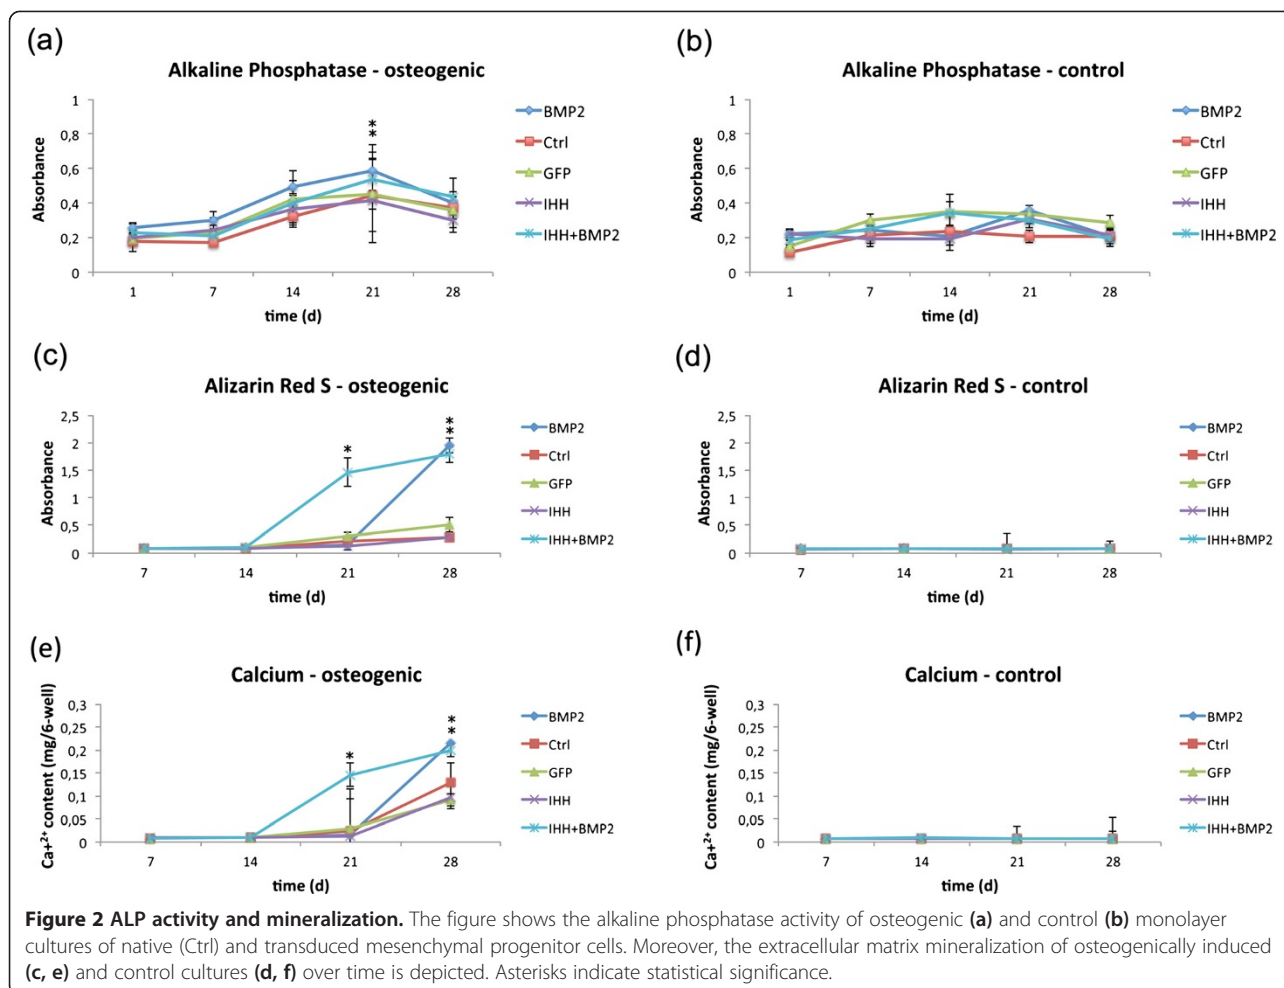 (a)
Alkaline Phosphatase - osteogenic
1
0,8
0,6
0,4
0,2
0
Absorbance
* *
1 7 14 21 28
time (d)
BMP2
Ctrl
GFP
IHH
IHH+BMP2
(b)
Alkaline Phosphatase - control
1
0,8
0,6
0,4
0,2
0
Absorbance
1 7 14 21 28
time (d)
BMP2
Ctrl
GFP
IHH
IHH+BMP2
(c)
Alizarin Red S - osteogenic
2,5
2
1,5
1
0,5
0
Absorbance
*
* *
7 14 21 28
time (d)
BMP2
Ctrl
GFP
IHH
IHH+BMP2
(d)
Alizarin Red S - control
2,5
2
1,5
1
0,5
0
Absorbance
7 14 21 28
time (d)
BMP2
Ctrl
GFP
IHH
IHH+BMP2
(e)
Calcium - osteogenic
0,3
0,25
0,2
0,15
0,1
0,05
0
Ca+²⁺ content (mg/6-well)
*
* *
7 14 21 28
time (d)
BMP2
Ctrl
GFP
IHH
IHH+BMP2
(f)
Calcium - control
0,3
0,25
0,2
0,15
0,1
0,05
0
Ca+²⁺ content (mg/6-well)
7 14 21 28
time (d)
BMP2
Ctrl
GFP
IHH
IHH+BMP2
Figure 2 ALP activity and mineralization. The figure shows the alkaline phosphatase activity of osteogenic (a) and control (b) monolayer
cultures of native (Ctrl) and transduced mesenchymal progenitor cells. Moreover, the extracellular matrix mineralization of osteogenically induced
(c, e) and control cultures (d, f) over time is depicted. Asterisks indicate statistical significance.